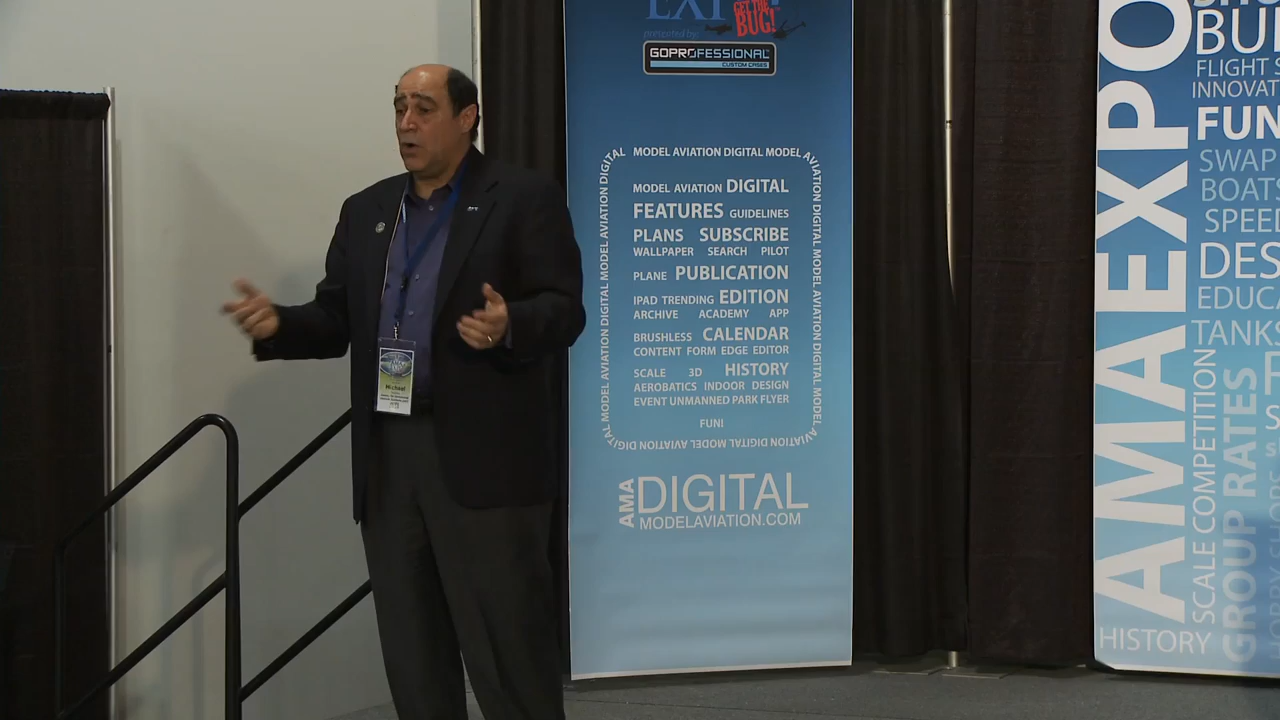 EXPO
GET THE
BUG!
presented by:
GOPROFESSIONAL
CUSTOM CASES
MODEL AVIATION DIGITAL MODEL AVIATION DIGITAL MODEL AVIATION DIGITAL MODEL AVIATION DIGITAL MODEL AVIATION DIGITAL
MODEL AVIATION DIGITAL
FEATURES GUIDELINES
PLANS SUBSCRIBE
WALLPAPER SEARCH PILOT
PLANE PUBLICATION
IPAD TRENDING EDITION
ARCHIVE ACADEMY APP
BRUSHLESS CALENDAR
CONTENT FORM EDGE EDITOR
SCALE 3D HISTORY
AEROBATICS INDOOR DESIGN
EVENT UNMANNED PARK FLYER
FUN!
AMA DIGITAL
MODELAVIATION.COM
Michael
AMA EXPO
BUI
FLIGHT S
INNOVAT
FUN
SWAP
BOATS
SPEED
DES
EDUCA
TANKS
SCALE COMPETITION
GROUP RATES
HOBBY SHOPS
HISTORY